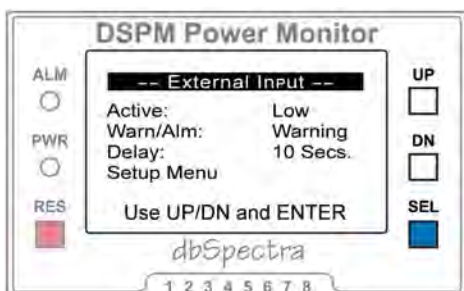 DSPM Power Monitor
ALM
PWR
RES
-- External Input --
Active: Low
Warn/Alm: Warning
Delay: 10 Secs.
Setup Menu
Use UP/DN and ENTER
UP
DN
SEL
dbSpectra
1 2 3 4 5 6 7 8